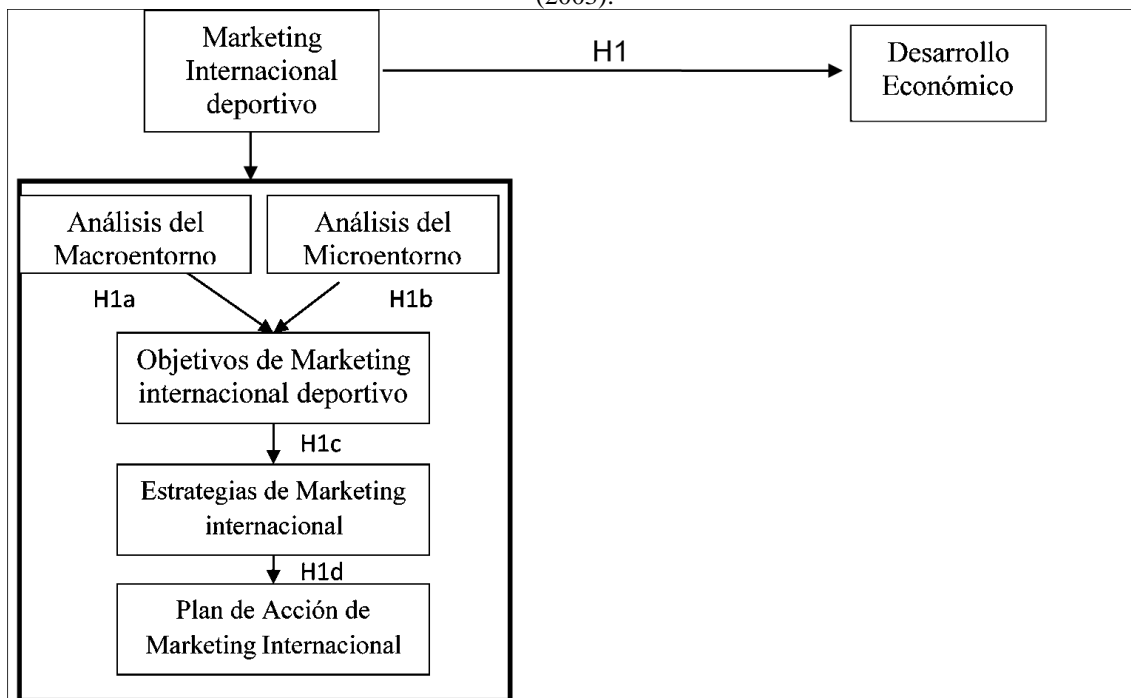 (2003).
Marketing
Internacional
deportivo
H1
Desarrollo
Económico
Análisis del
Macroentorno
Análisis del
Microentorno
H1a
H1b
Objetivos de Marketing
internacional deportivo
H1c
Estrategias de Marketing
internacional
H1d
Plan de Acción de
Marketing Internacional